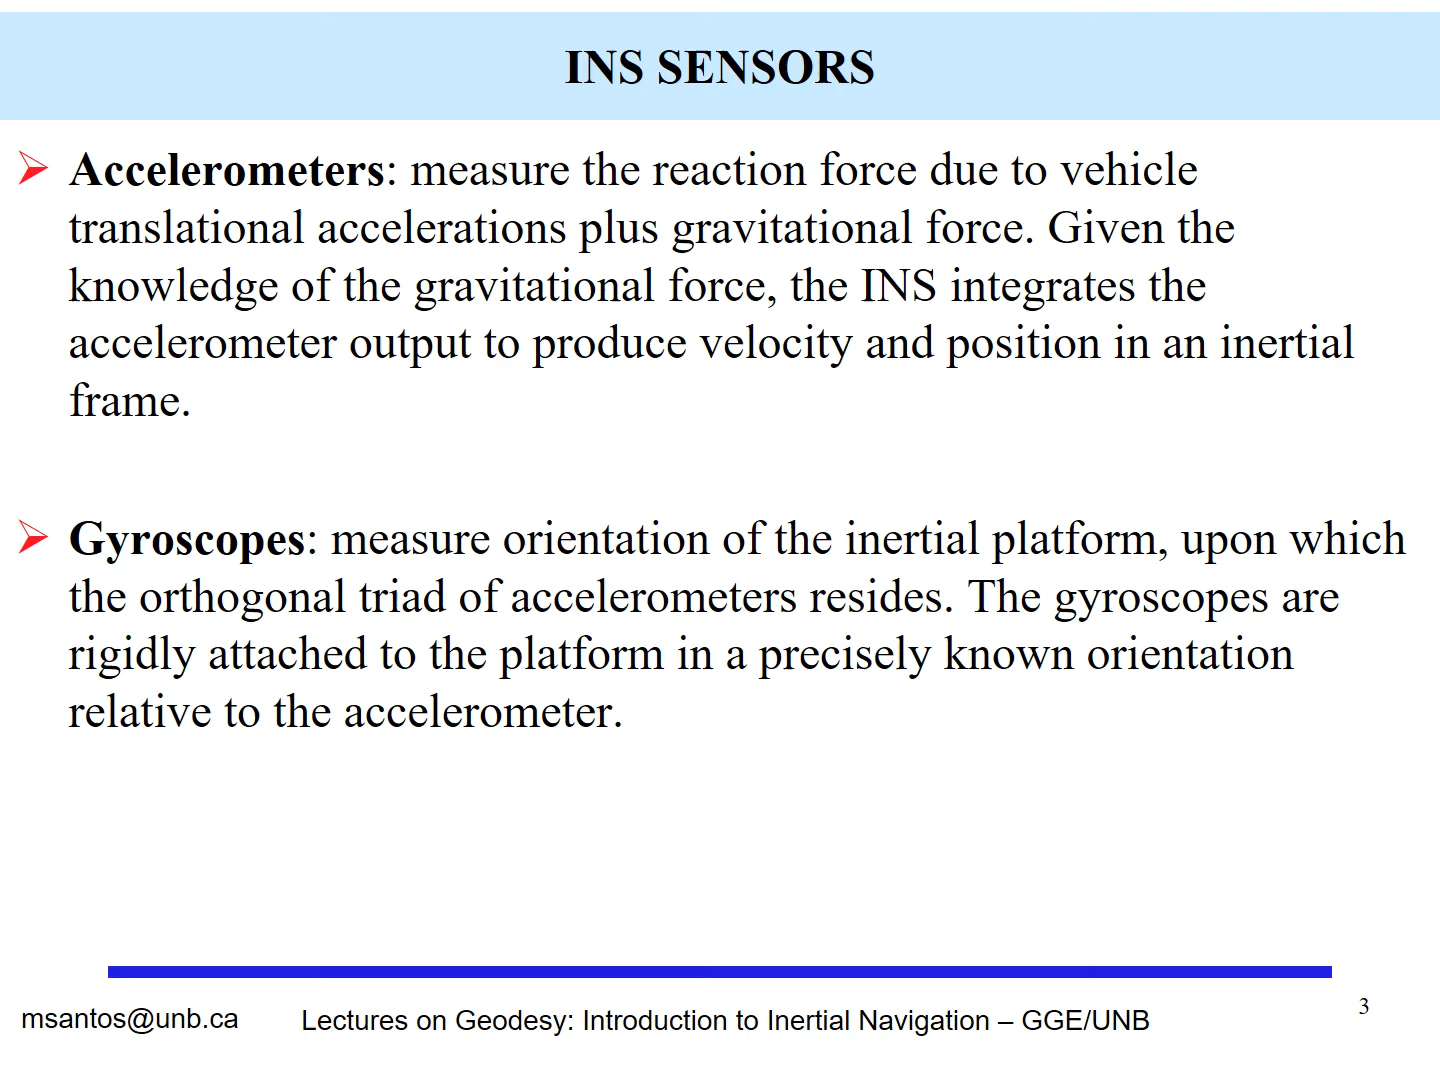 INS SENSORS
Accelerometers: measure the reaction force due to vehicle
translational accelerations plus gravitational force. Given the
knowledge of the gravitational force, the INS integrates the
accelerometer output to produce velocity and position in an inertial
frame.
Gyroscopes: measure orientation of the inertial platform, upon which
the orthogonal triad of accelerometers resides. The gyroscopes are
rigidly attached to the platform in a precisely known orientation
relative to the accelerometer.
msantos@unb.ca Lectures on Geodesy: Introduction to Inertial Navigation – GGE/UNB 3